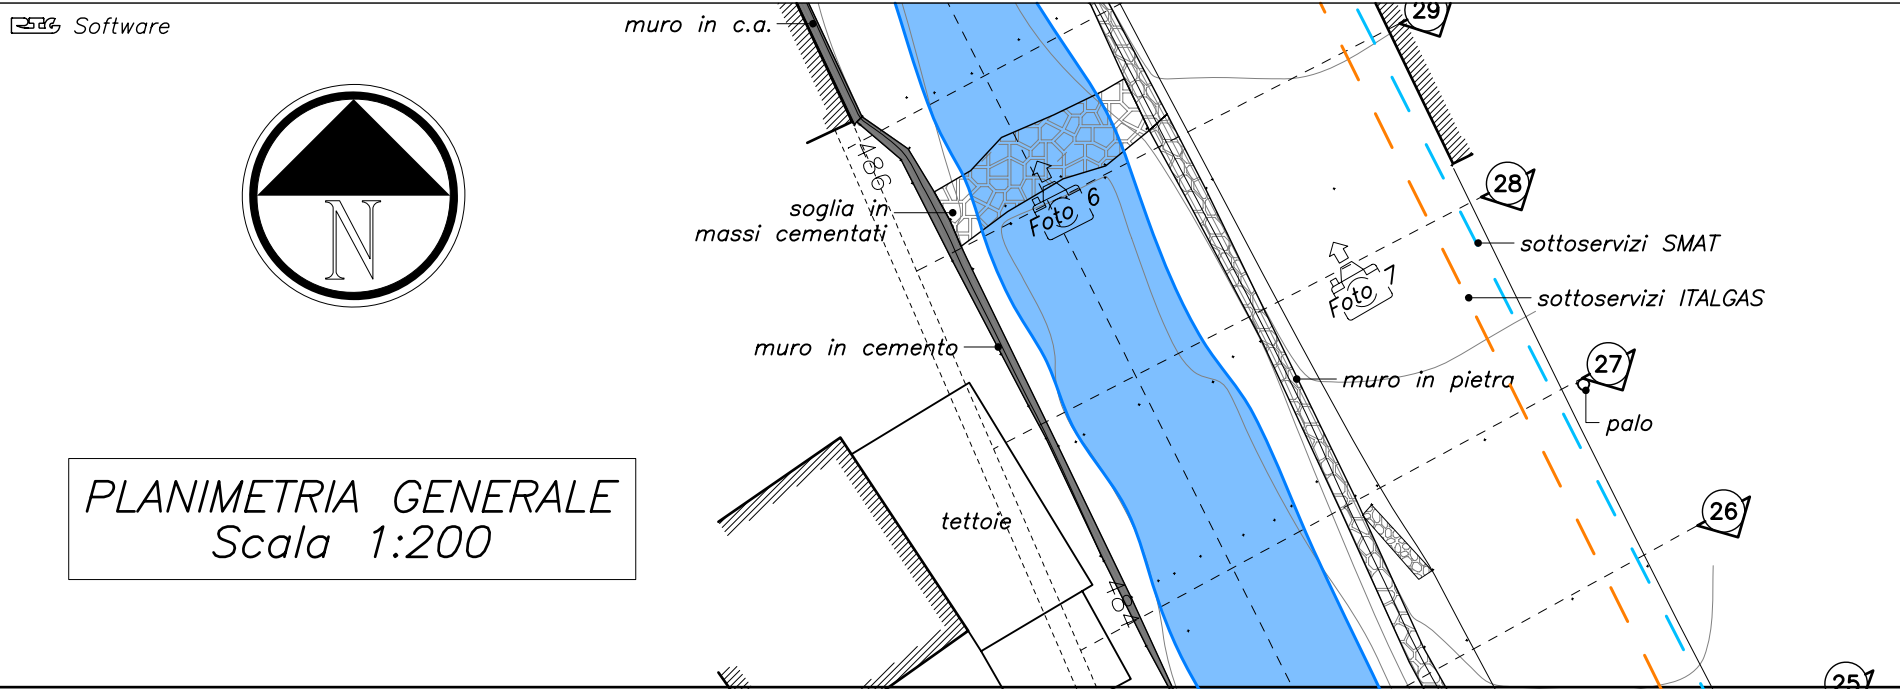 RTG Software
muro in c.a.
29
486
28
soglia in
massi cementati
Foto 6
sottoservizi SMAT
Foto 7
sottoservizi ITALGAS
muro in cemento
27
muro in pietra
palo
PLANIMETRIA GENERALE
Scala 1:200
N
tettoie
26
25